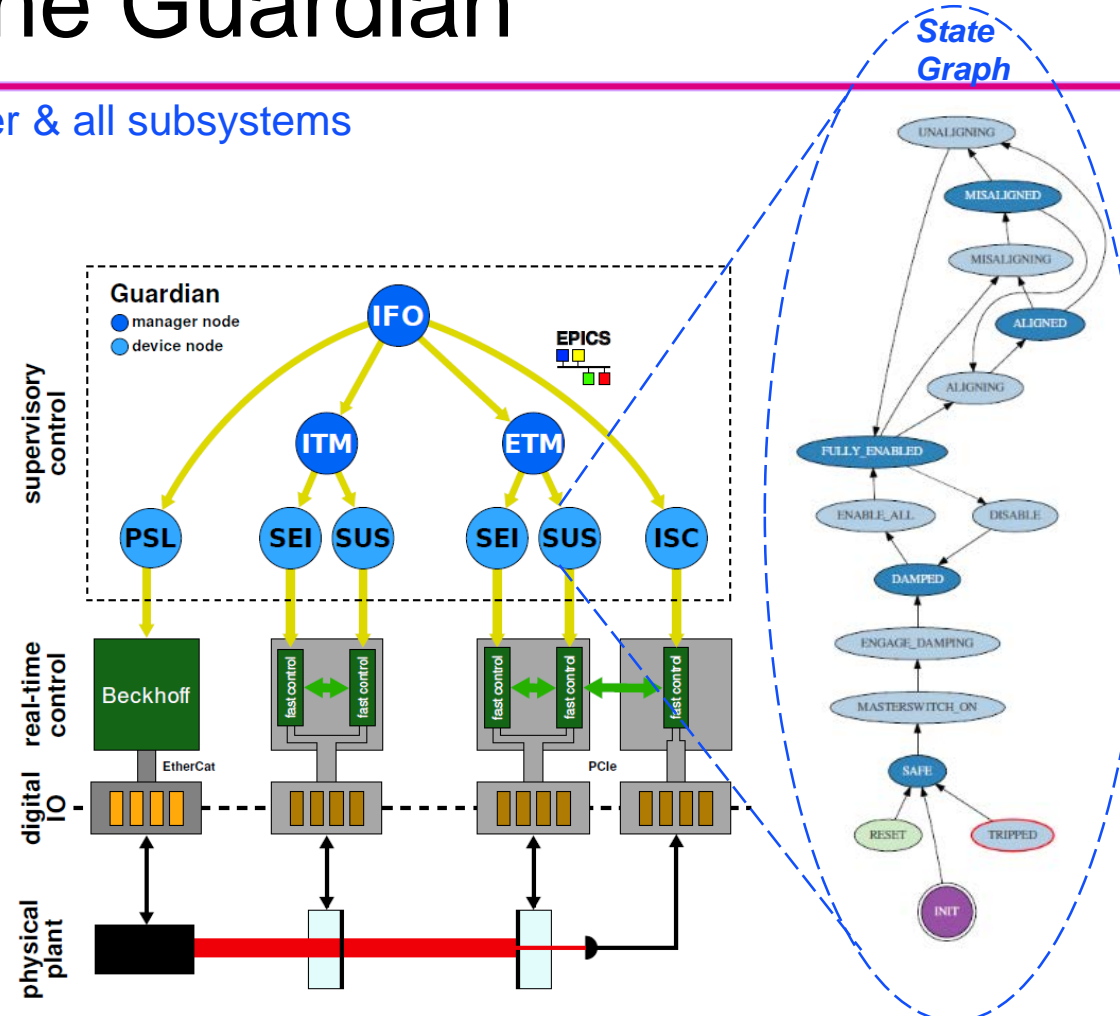 ne Guardian
er & all subsystems
State
Graph
UNALIGNING
MISALIGNED
MISALIGNING
ALIGNED
ALIGNING
FULLY_ENABLED
ENABLE_ALL
DISABLE
DAMPED
ENGAGE_DAMPING
MASTERSWITCH_ON
SAFE
RESET
TRIPPED
INIT
Guardian
manager node
device node
EPICS
IFO
ITM
ETM
PSL
SEI
SUS
SEI
SUS
ISC
supervisory
control
real-time
control
Beckhoff
fast control
fast control
fast control
fast control
fast control
EtherCat
PCIe
digital
IO
physical
plant